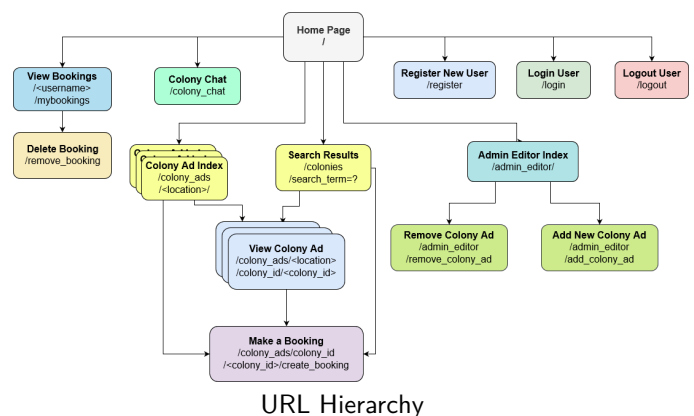 Home Page
/
View Bookings
/<username>
/mybookings
Colony Chat
/colony_chat
Register New User
/register
Login User
/login
Logout User
/logout
Delete Booking
/remove_booking
Colony Ad Index
/colony_ads
/<location>/
Search Results
/colonies
/search_term=?
Admin Editor Index
/admin_editor/
View Colony Ad
/colony_ads/<location>
/colony_id/<colony_id>
Remove Colony Ad
/admin_editor
/remove_colony_ad
Add New Colony Ad
/admin_editor
/add_colony_ad
Make a Booking
/colony_ads/colony_id
/<colony_id>/create_booking
URL Hierarchy